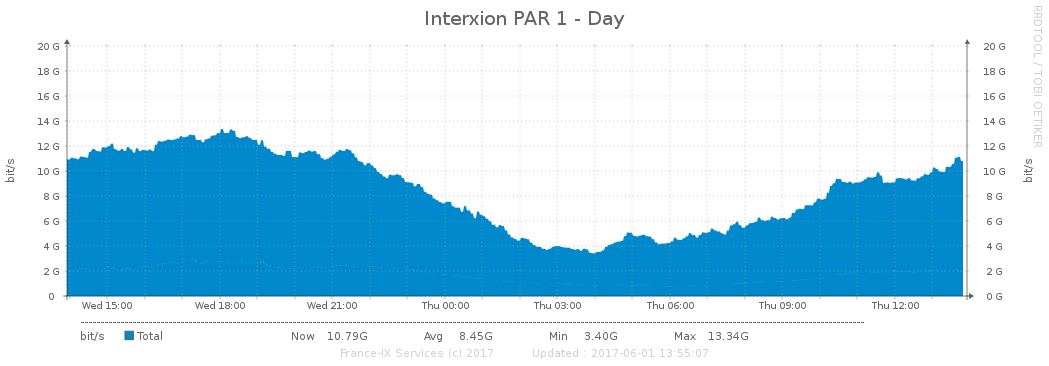 Interxion PAR 1 - Day
RRDTOOL / TOBI OETIKER
20 G 20 G
18 G 18 G
16 G 16 G
14 G 14 G
12 G 12 G
10 G 10 G
8 G 8 G
6 G 6 G
4 G 4 G
2 G 2 G
0 0 G
bit/s
bit/s
Wed 15:00 Wed 18:00 Wed 21:00 Thu 00:00 Thu 03:00 Thu 06:00 Thu 09:00 Thu 12:00
bit/s Total Now 10.79G Avg 8.45G Min 3.40G Max 13.34G
France-IX Services (c) 2017 Updated : 2017-06-01 13:55:07